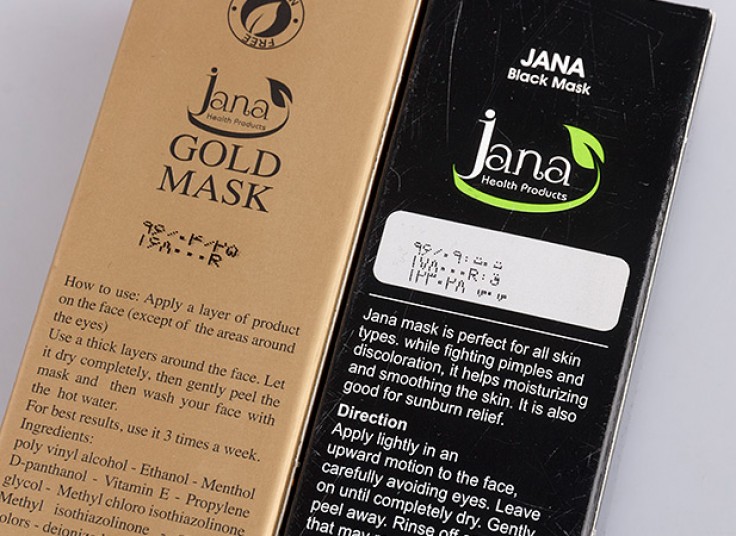 FREE
jana
Health Products
GOLD
MASK
R
How to use: Apply a layer of product
on the face (except of the areas around
the eyes)
Use a thick layers around the face. Let
it dry completely, then gently peel the
mask and then wash your face with
the hot water.
For best results, use it 3 times a week.
Ingredients:
poly vinyl alcohol - Ethanol - Menthol
D-panthanol - Vitamin E - Propylene
glycol - Methyl chloro isothiazolinone
Methyl isothiazolinone -
JANA
Black Mask
jana
Health Products
۹۶/۰۹ :ت.ت
R :ق
Jana mask is perfect for all skin
types. while fighting pimples and
discoloration, it helps moisturizing
and smoothing the skin. It is also
good for sunburn relief.
Direction
Apply lightly in an
upward motion to the face,
carefully avoiding eyes. Leave
on until completely dry. Gently
peel away. Rinse off
that may